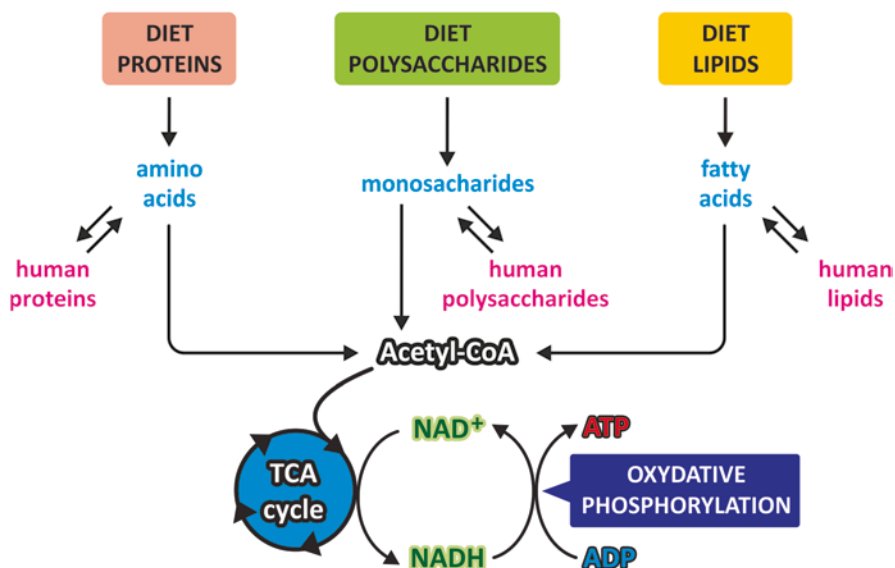 DIET
PROTEINS
DIET
POLYSACCHARIDES
DIET
LIPIDS
amino
acids
monosacharides
fatty
acids
human
proteins
human
polysaccharides
human
lipids
Acetyl-CoA
TCA
cycle
NAD+
ATP
OXYDATIVE
PHOSPHORYLATION
NADH
ADP